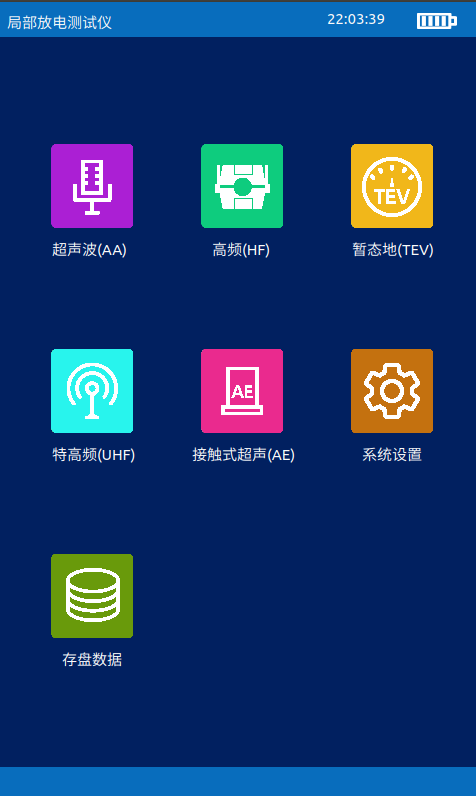 局部放电测试仪
22:03:39
TEV
超声波(AA)
高频(HF)
暂态地(TEV)
AE
特高频(UHF)
接触式超声(AE)
系统设置
存盘数据